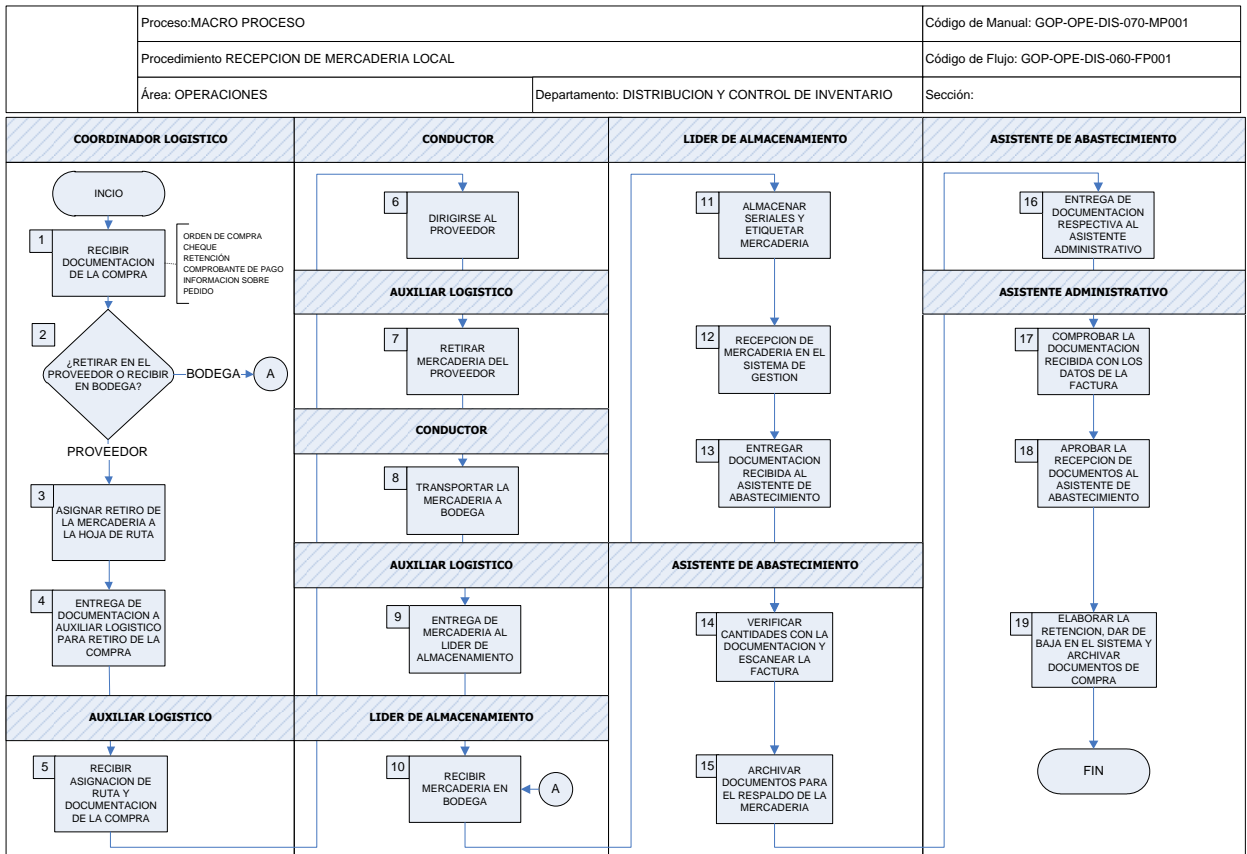 Proceso:MACRO PROCESO
Código de Manual: GOP-OPE-DIS-070-MP001
Procedimiento RECEPCION DE MERCADERIA LOCAL
Código de Flujo: GOP-OPE-DIS-060-FP001
Área: OPERACIONES
Departamento: DISTRIBUCION Y CONTROL DE INVENTARIO
Sección:
COORDINADOR LOGISTICO
INCIO
1
RECIBIR
DOCUMENTACION
DE LA COMPRA
ORDEN DE COMPRA
CHEQUE
RETENCIÓN
COMPROBANTE DE PAGO
INFORMACION SOBRE
PEDIDO
2
¿RETIRAR EN EL
PROVEEDOR O RECIBIR
EN BODEGA?
BODEGA
A
PROVEEDOR
3
ASIGNAR RETIRO DE
LA MERCADERIA A
LA HOJA DE RUTA
4
ENTREGA DE
DOCUMENTACION A
AUXILIAR LOGISTICO
PARA RETIRO DE LA
COMPRA
AUXILIAR LOGISTICO
5
RECIBIR
ASIGNACION DE
RUTA Y
DOCUMENTACION
DE LA COMPRA
CONDUCTOR
6
DIRIGIRSE AL
PROVEEDOR
AUXILIAR LOGISTICO
7
RETIRAR
MERCADERIA DEL
PROVEEDOR
CONDUCTOR
8
TRANSPORTAR LA
MERCADERIA A
BODEGA
AUXILIAR LOGISTICO
9
ENTREGA DE
MERCADERIA AL
LIDER DE
ALMACENAMIENTO
LIDER DE ALMACENAMIENTO
10
RECIBIR
MERCADERIA EN
BODEGA
A
LIDER DE ALMACENAMIENTO
11
ALMACENAR
SERIALES Y
ETIQUETAR
MERCADERIA
12
RECEPCION DE
MERCADERIA EN EL
SISTEMA DE
GESTION
13
ENTREGAR
DOCUMENTACION
RECIBIDA AL
ASISTENTE DE
ABASTECIMIENTO
ASISTENTE DE ABASTECIMIENTO
14
VERIFICAR
CANTIDADES CON LA
DOCUMENTACION Y
ESCANEAR LA
FACTURA
15
ARCHIVAR
DOCUMENTOS PARA
EL RESPALDO DE LA
MERCADERIA
ASISTENTE DE ABASTECIMIENTO
16
ENTREGA DE
DOCUMENTACION
RESPECTIVA AL
ASISTENTE
ADMINISTRATIVO
ASISTENTE ADMINISTRATIVO
17
COMPROBAR LA
DOCUMENTACION
RECIBIDA CON LOS
DATOS DE LA
FACTURA
18
APROBAR LA
RECEPCION DE
DOCUMENTOS AL
ASISTENTE DE
ABASTECIMIENTO
19
ELABORAR LA
RETENCION, DAR DE
BAJA EN EL SISTEMA Y
ARCHIVAR
DOCUMENTOS DE
COMPRA
FIN